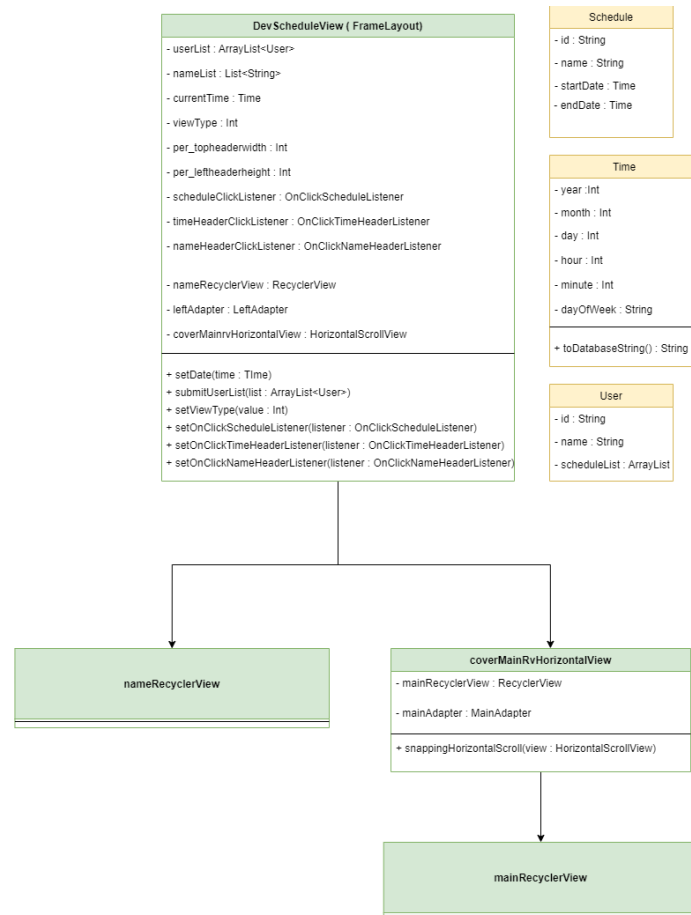 DevScheduleView ( FrameLayout)
- userList : ArrayList<User>
- nameList : List<String>
- currentTime : Time
- viewType : Int
- per_topheaderwidth : Int
- per_leftheaderheight : Int
- scheduleClickListener : OnClickScheduleListener
- timeHeaderClickListener : OnClickTimeHeaderListener
- nameHeaderClickListener : OnClickNameHeaderListener
- nameRecyclerView : RecyclerView
- leftAdapter : LeftAdapter
- coverMainrvHorizontalView : HorizontalScrollView
+ setDate(time : TIme)
+ submitUserList(list : ArrayList<User>)
+ setViewType(value : Int)
+ setOnClickScheduleListener(listener : OnClickScheduleListener)
+ setOnClickTimeHeaderListener(listener : OnClickTimeHeaderListener)
+ setOnClickNameHeaderListener(listener : OnClickNameHeaderListener)
Schedule
- id : String
- name : String
- startDate : Time
- endDate : Time
Time
- year :Int
- month : Int
- day : Int
- hour : Int
- minute : Int
- dayOfWeek : String
+ toDatabaseString() : String
User
- id : String
- name : String
- scheduleList : ArrayList
nameRecyclerView
coverMainRvHorizontalView
- mainRecyclerView : RecyclerView
- mainAdapter : MainAdapter
+ snappingHorizontalScroll(view : HorizontalScrollView)
mainRecyclerView